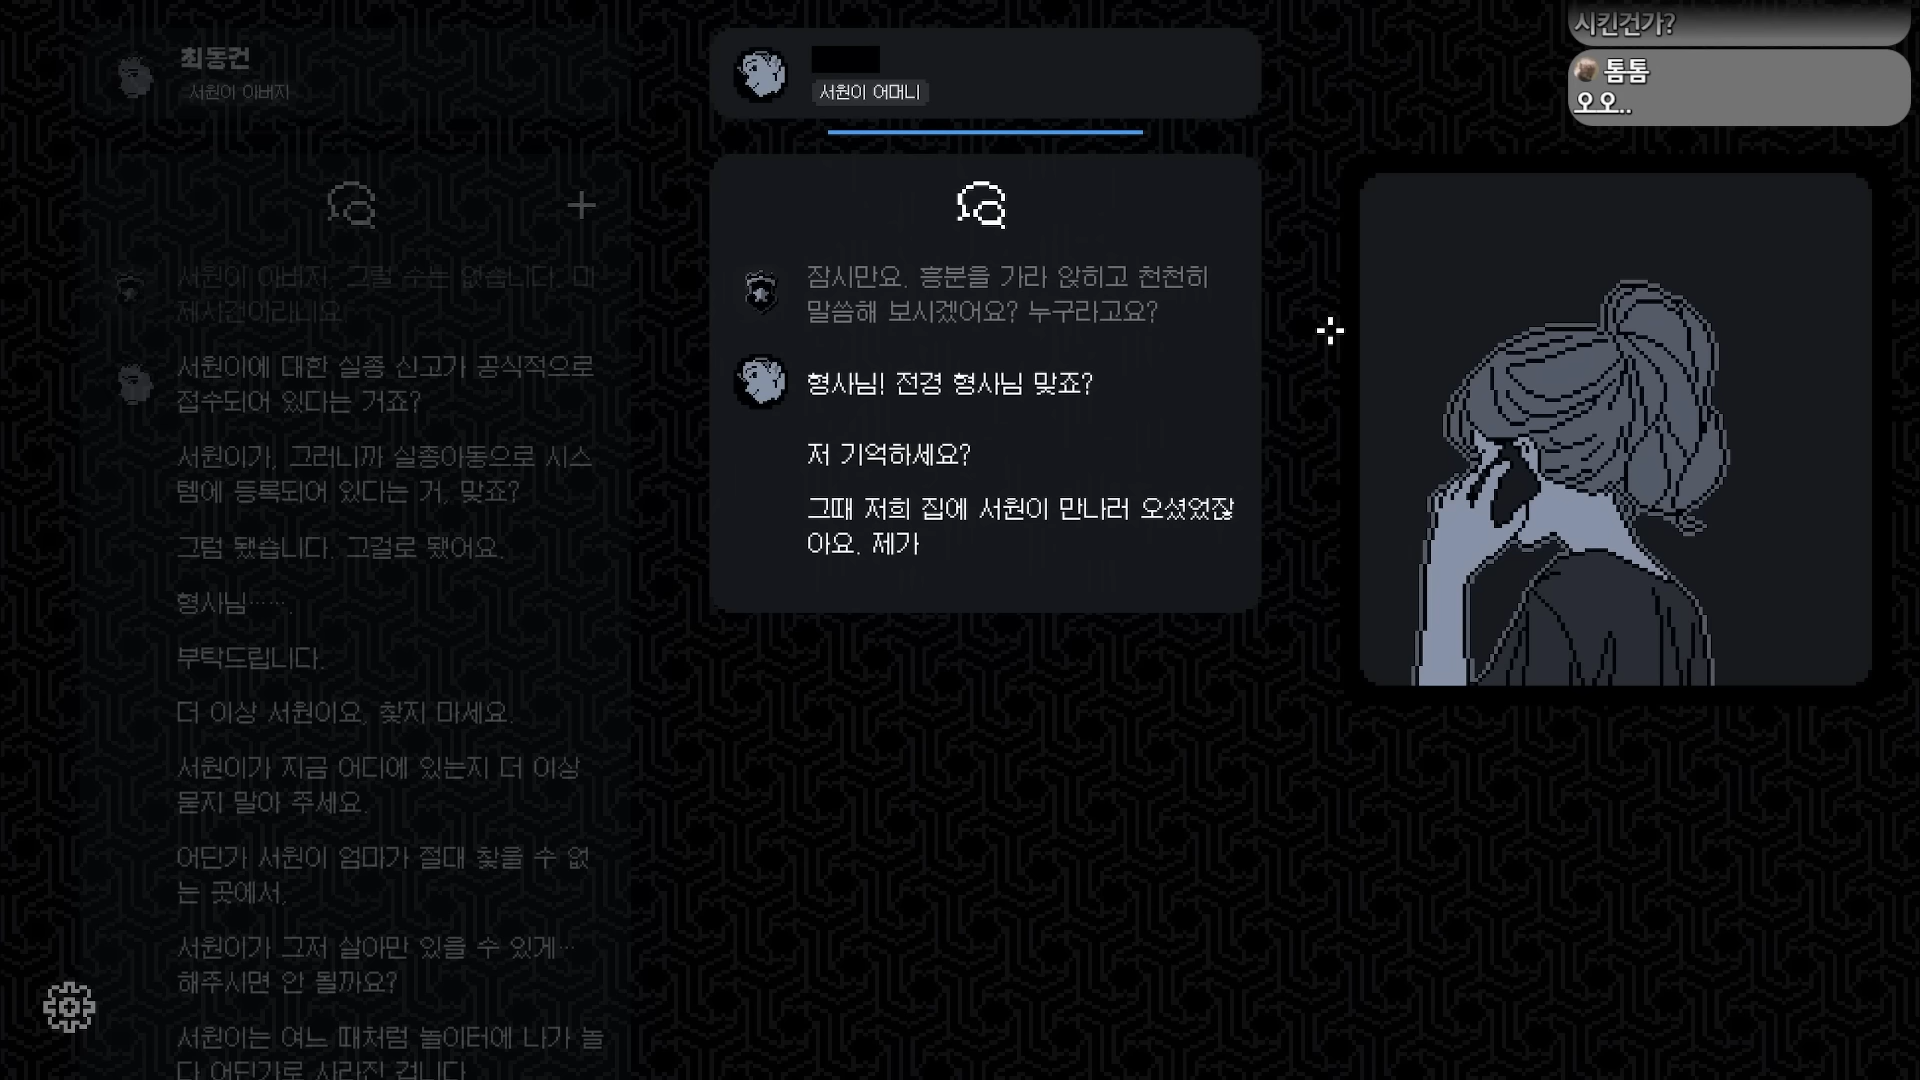 최동건
서원이 아버지
서원이 아버지, 그럴 수는 없습니다. 미
제사건이라니요.
서원이에 대한 실종 신고가 공식적으로
접수되어 있다는 거죠?
서원이가, 그러니까 실종아동으로 시스
템에 등록되어 있다는 거, 맞죠?
그럼 됐습니다. 그걸로 됐어요.
형사님…….
부탁드립니다.
더 이상 서원이요, 찾지 마세요.
서원이가 지금 어디에 있는지 더 이상
묻지 말아 주세요.
어딘가 서원이 엄마가 절대 찾을 수 없
는 곳에서,
서원이가 그저 살아만 있을 수 있게…
해주시면 안 될까요?
서원이는 여느 때처럼 놀이터에 나가 놀
다 어딘가로 사라진 겁니다.
서원이 어머니
잠시만요. 흥분을 가라 앉히고 천천히
말씀해 보시겠어요? 누구라고요?
형사님! 전경 형사님 맞죠?
저 기억하세요?
그때 저희 집에 서원이 만나러 오셨었잖
아요. 제가
시킨건가?
톰톰
오오..